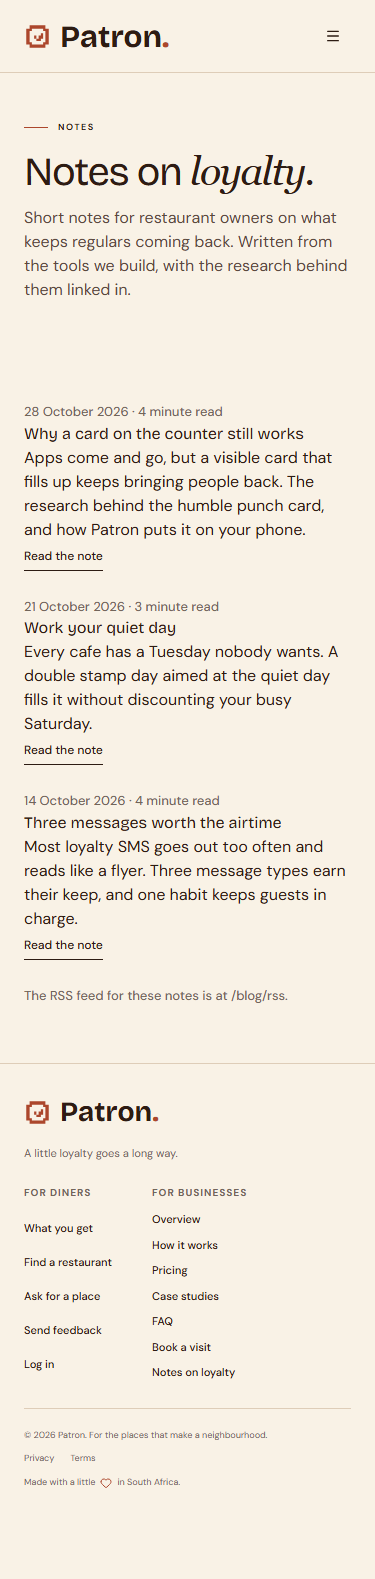 Patron.
NOTES
Notes on loyalty.
Short notes for restaurant owners on what
keeps regulars coming back. Written from
the tools we build, with the research behind
them linked in.
28 October 2026 · 4 minute read
Why a card on the counter still works
Apps come and go, but a visible card that
fills up keeps bringing people back. The
research behind the humble punch card,
and how Patron puts it on your phone.
Read the note
21 October 2026 · 3 minute read
Work your quiet day
Every cafe has a Tuesday nobody wants. A
double stamp day aimed at the quiet day
fills it without discounting your busy
Saturday.
Read the note
14 October 2026 · 4 minute read
Three messages worth the airtime
Most loyalty SMS goes out too often and
reads like a flyer. Three message types earn
their keep, and one habit keeps guests in
charge.
Read the note
The RSS feed for these notes is at /blog/rss.
Patron.
A little loyalty goes a long way.
FOR DINERS
What you get
Find a restaurant
Ask for a place
Send feedback
Log in
FOR BUSINESSES
Overview
How it works
Pricing
Case studies
FAQ
Book a visit
Notes on loyalty
© 2026 Patron. For the places that make a neighbourhood.
Privacy Terms
Made with a little in South Africa.